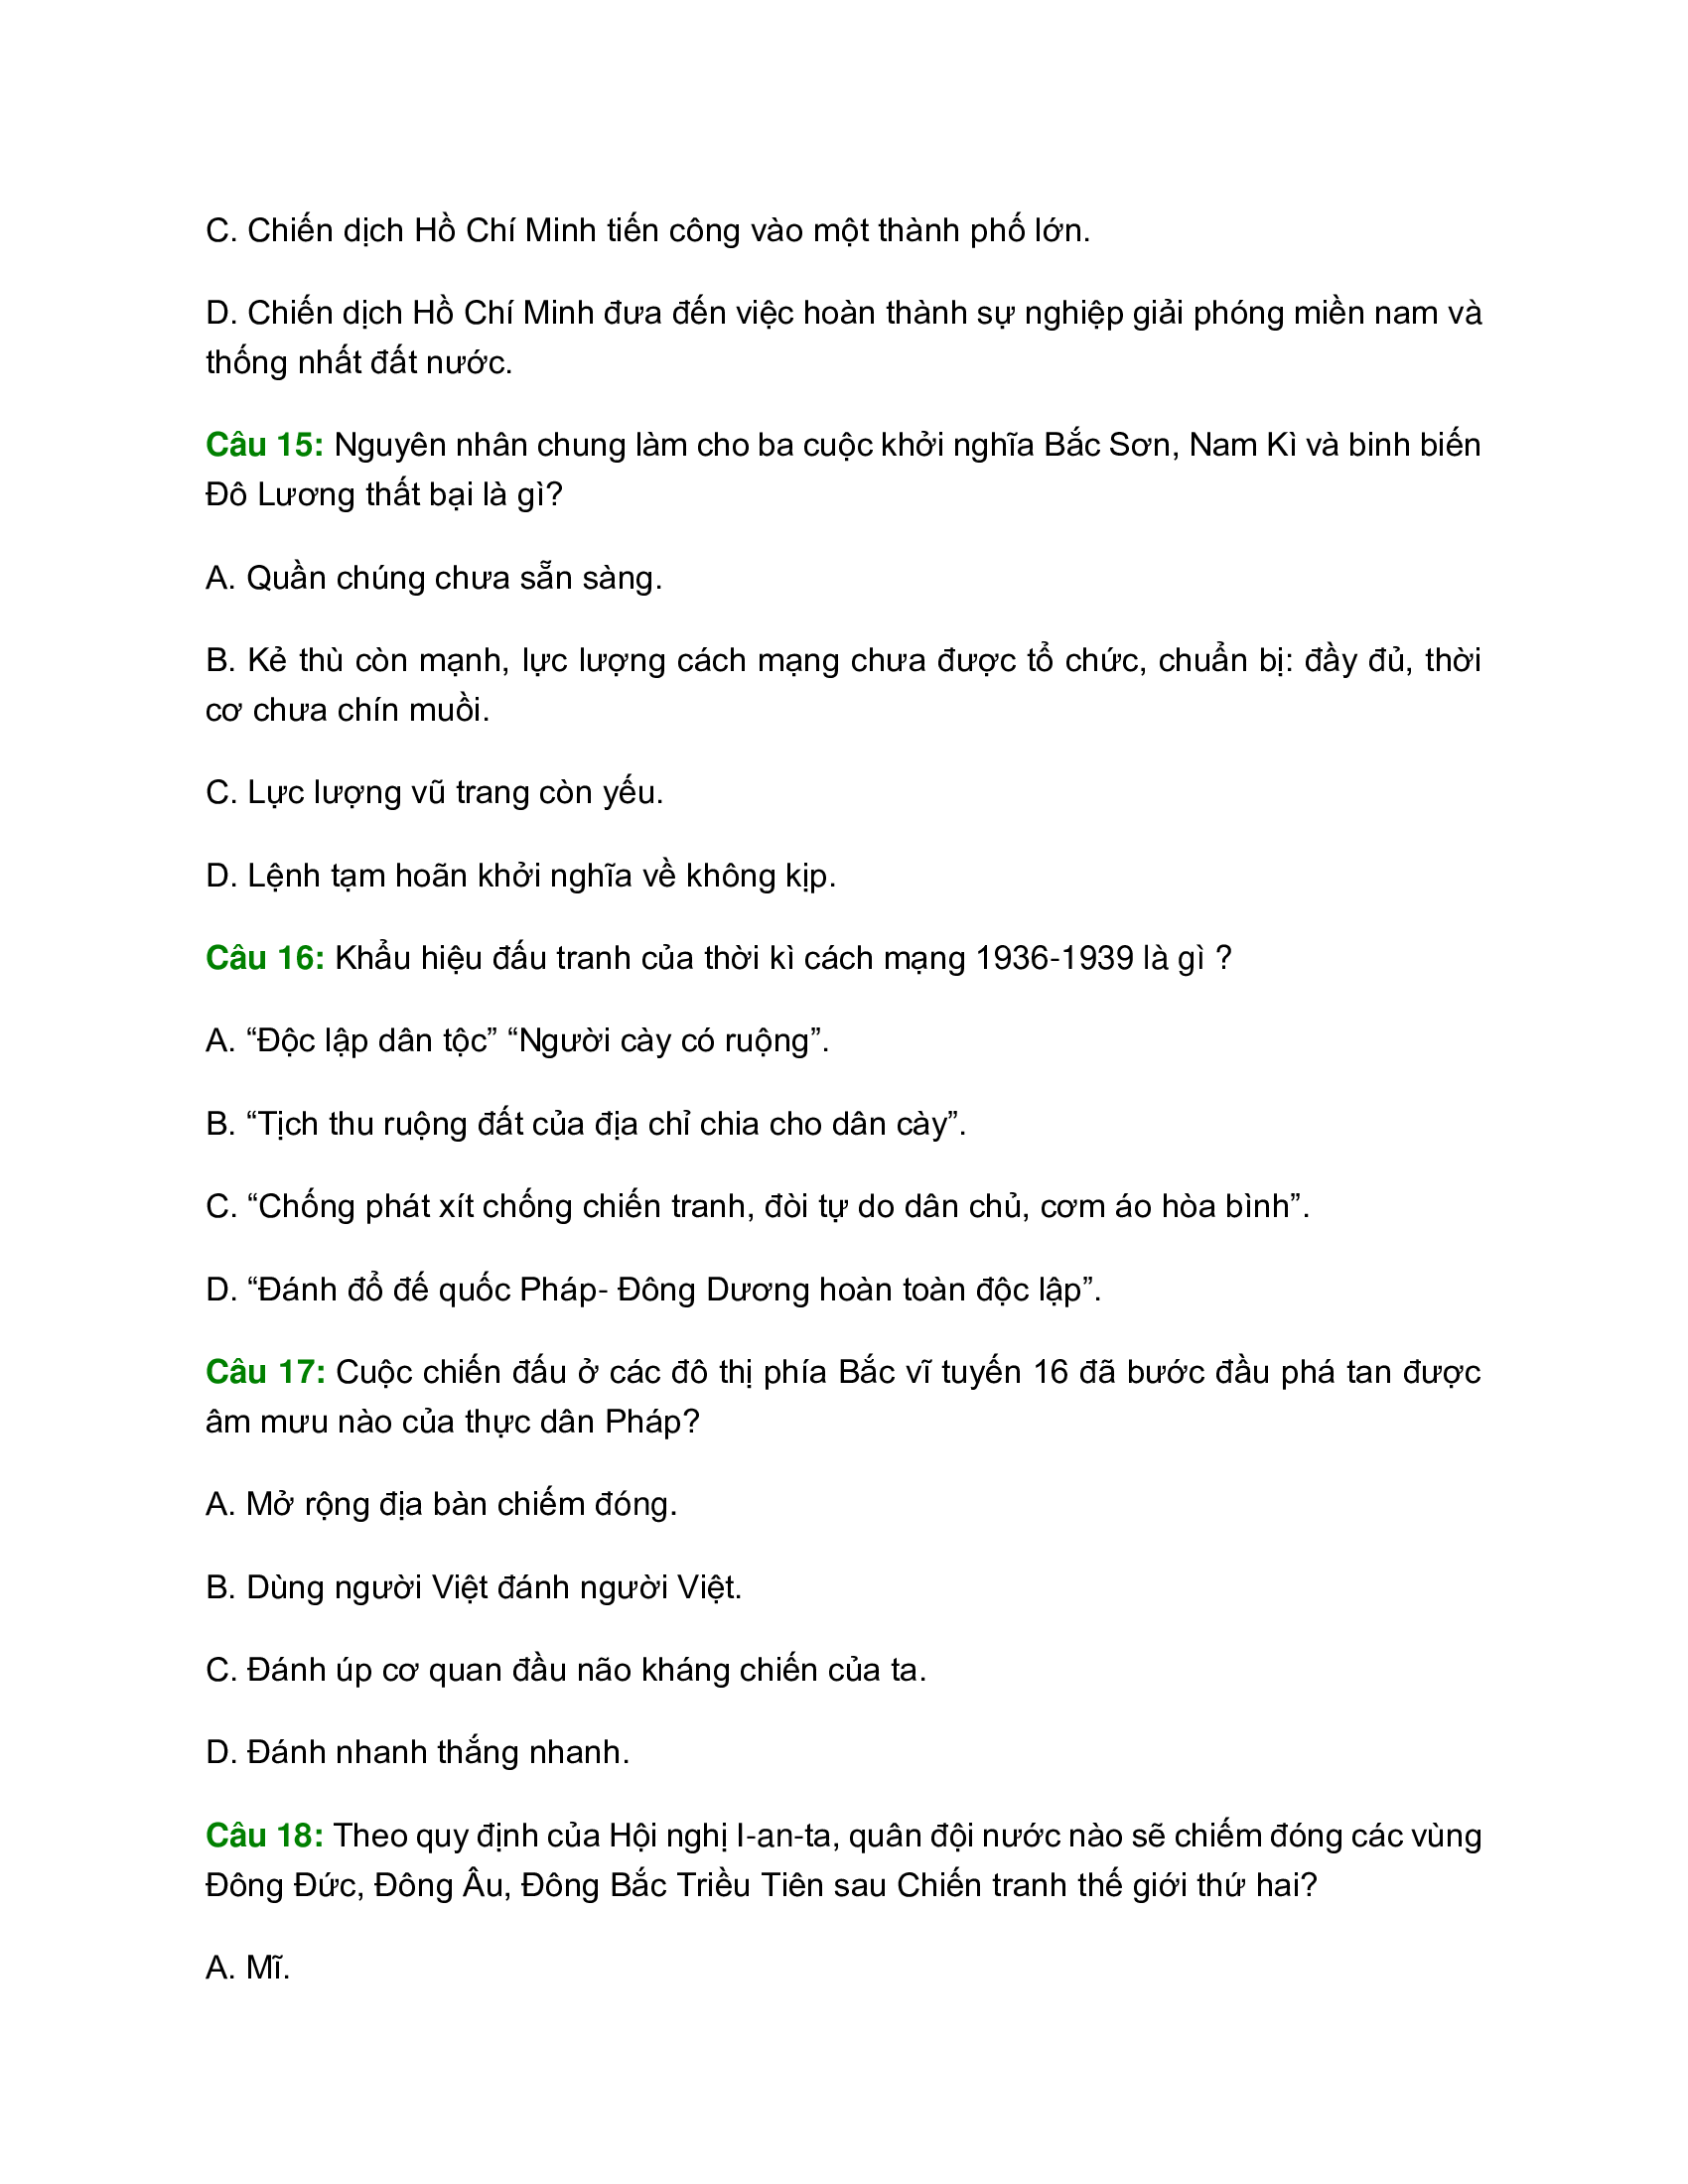 C. Chiến dịch Hồ Chí Minh tiến công vào một thành phố lớn.
D. Chiến dịch Hồ Chí Minh đưa đến việc hoàn thành sự nghiệp giải phóng miền nam và
thống nhất đất nước.
Câu 15: Nguyên nhân chung làm cho ba cuộc khởi nghĩa Bắc Sơn, Nam Kì và binh biến
Đô Lương thất bại là gì?
A. Quần chúng chưa sẵn sàng.
B. Kẻ thù còn mạnh, lực lượng cách mạng chưa được tổ chức, chuẩn bị: đầy đủ, thời
cơ chưa chín muồi.
C. Lực lượng vũ trang còn yếu.
D. Lệnh tạm hoãn khởi nghĩa về không kịp.
Câu 16: Khẩu hiệu đấu tranh của thời kì cách mạng 1936-1939 là gì ?
A. “Độc lập dân tộc” “Người cày có ruộng”.
B. “Tịch thu ruộng đất của địa chỉ chia cho dân cày”.
C. “Chống phát xít chống chiến tranh, đòi tự do dân chủ, cơm áo hòa bình”.
D. “Đánh đổ đế quốc Pháp- Đông Dương hoàn toàn độc lập”.
Câu 17: Cuộc chiến đấu ở các đô thị phía Bắc vĩ tuyến 16 đã bước đầu phá tan được
âm mưu nào của thực dân Pháp?
A. Mở rộng địa bàn chiếm đóng.
B. Dùng người Việt đánh người Việt.
C. Đánh úp cơ quan đầu não kháng chiến của ta.
D. Đánh nhanh thắng nhanh.
Câu 18: Theo quy định của Hội nghị I-an-ta, quân đội nước nào sẽ chiếm đóng các vùng
Đông Đức, Đông Âu, Đông Bắc Triều Tiên sau Chiến tranh thế giới thứ hai?
A. Mĩ.